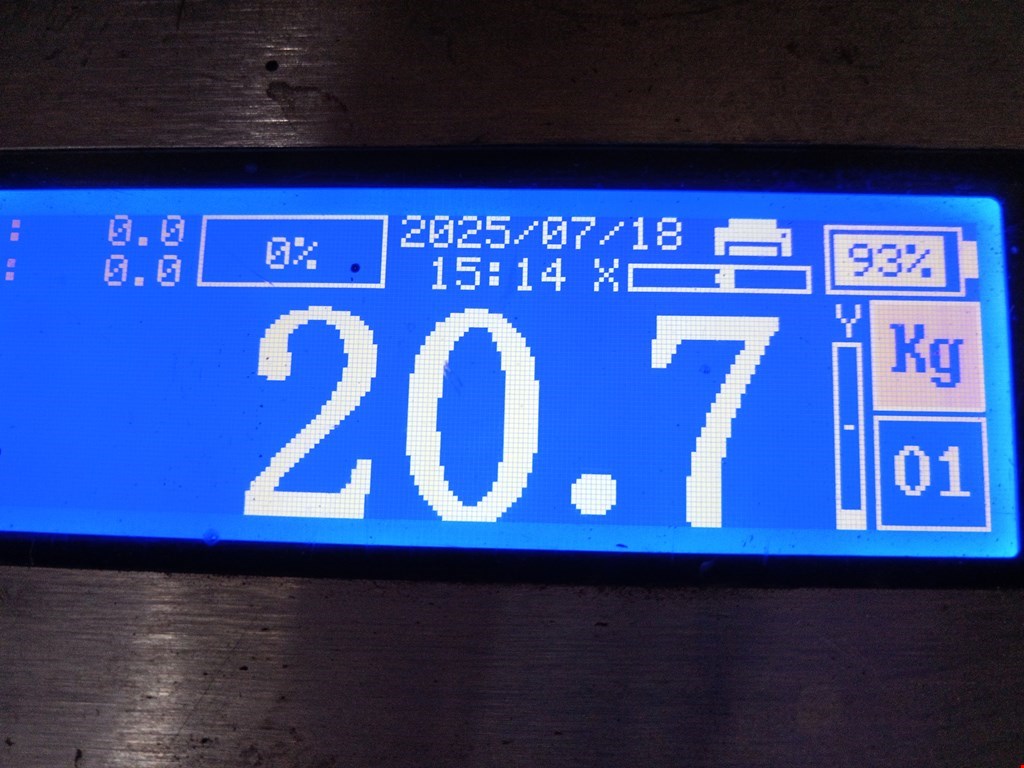 : 0.0 0% 2025/07/18 93%
: 0.0 15:14 X
20.7 Y Kg
01